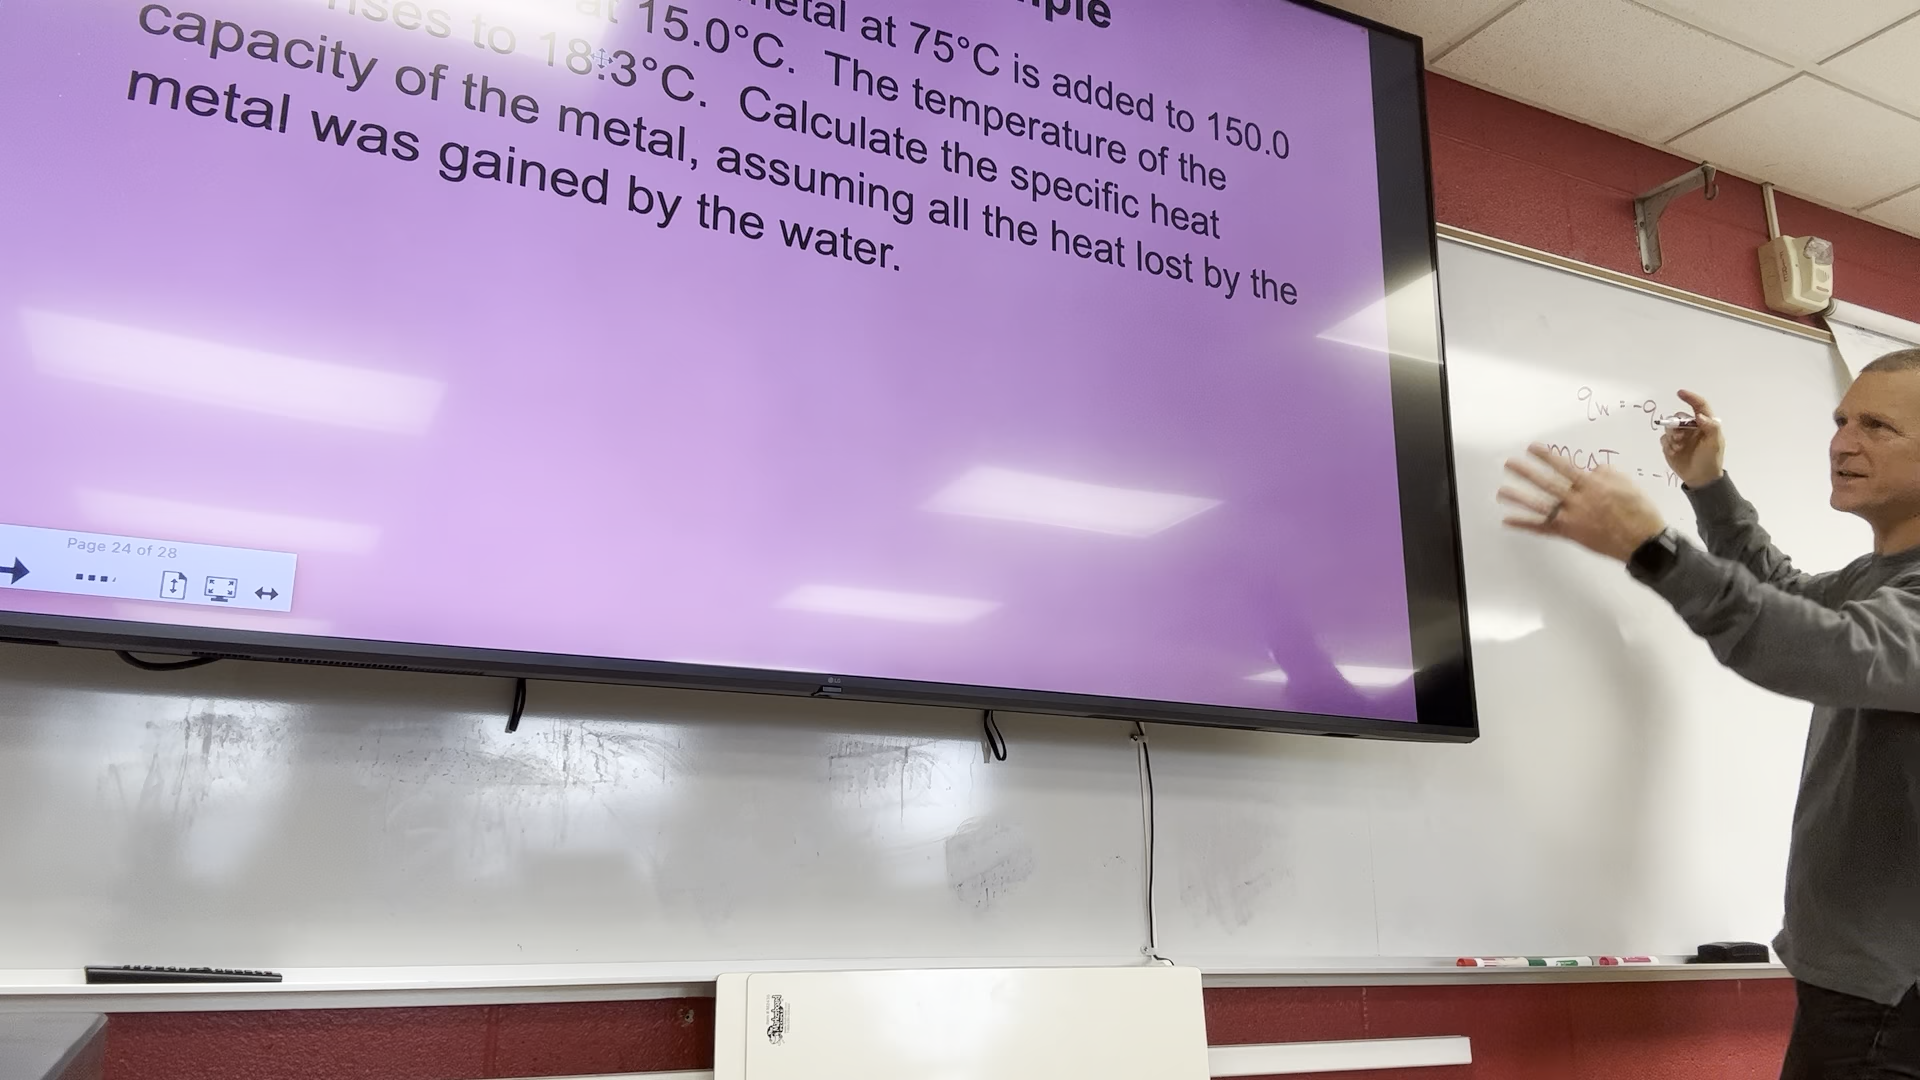 metal at 75°C is added to 150.0
at 15.0°C. The temperature of the
to 18.3°C. Calculate the specific heat
capacity of the metal, assuming all the heat lost by the
metal was gained by the water.
Page 24 of 28
LG
qw = -q
mCΔT = -